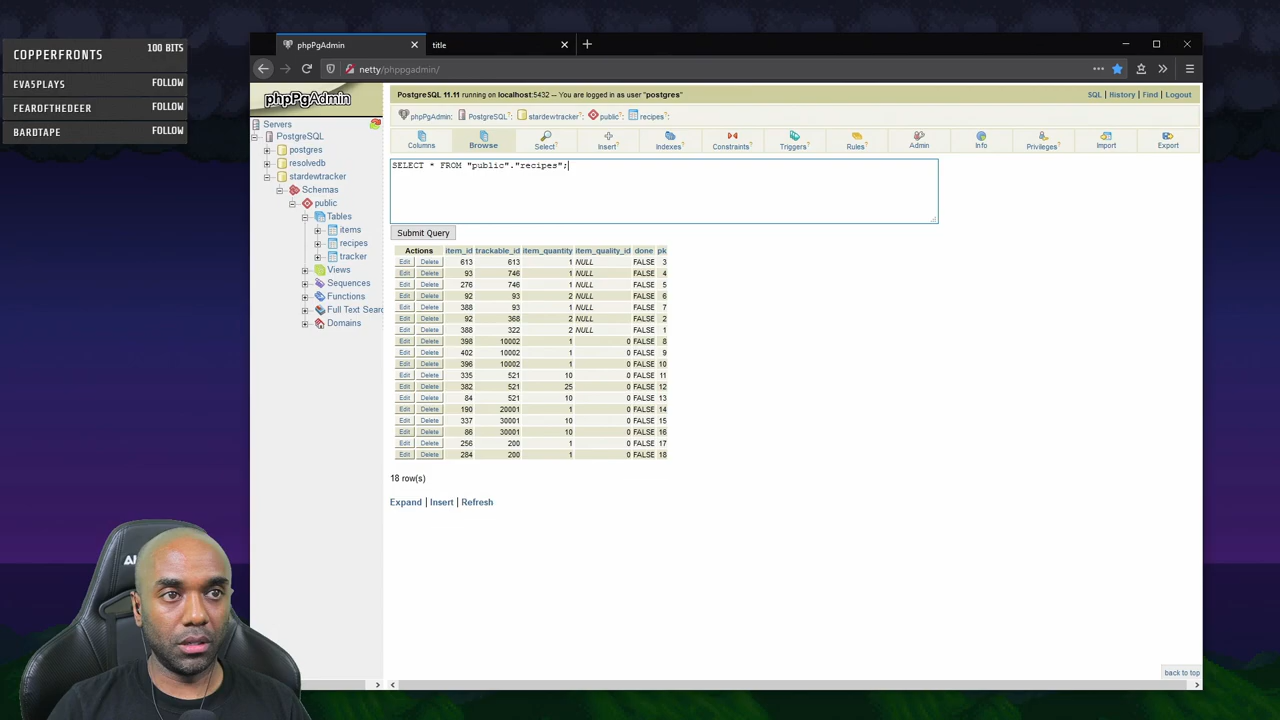 COPPERFRONTS 100 BITS
EVASPLAYS FOLLOW
FEAROFTHEDEER FOLLOW
BARDTAPE FOLLOW
phpPgAdmin title
netty/phppgadmin/
phpPgAdmin
Servers
PostgreSQL
postgres
resolvedb
stardewtracker
Schemas
public
Tables
items
recipes
tracker
Views
Sequences
Functions
Full Text Searc
Domains
PostgreSQL 11.11 running on localhost:5432 -- You are logged in as user "postgres"
SQL | History | Find | Logout
phpPgAdmin: PostgreSQL?: stardewtracker?: public?: recipes?:
Columns Browse Select? Insert? Indexes? Constraints? Triggers? Rules? Admin Info Privileges? Import Export
SELECT * FROM "public"."recipes";
Submit Query
Actions item_id trackable_id item_quantity item_quality_id done pk
Edit Delete 613 613 1 NULL FALSE 3
Edit Delete 93 746 1 NULL FALSE 4
Edit Delete 276 746 1 NULL FALSE 5
Edit Delete 92 93 2 NULL FALSE 6
Edit Delete 388 93 1 NULL FALSE 7
Edit Delete 92 368 2 NULL FALSE 2
Edit Delete 388 322 2 NULL FALSE 1
Edit Delete 398 10002 1 0 FALSE 8
Edit Delete 402 10002 1 0 FALSE 9
Edit Delete 396 10002 1 0 FALSE 10
Edit Delete 335 521 10 0 FALSE 11
Edit Delete 382 521 25 0 FALSE 12
Edit Delete 84 521 10 0 FALSE 13
Edit Delete 190 20001 1 0 FALSE 14
Edit Delete 337 30001 10 0 FALSE 15
Edit Delete 86 30001 10 0 FALSE 16
Edit Delete 256 200 1 0 FALSE 17
Edit Delete 284 200 1 0 FALSE 18
18 row(s)
Expand | Insert | Refresh
back to top